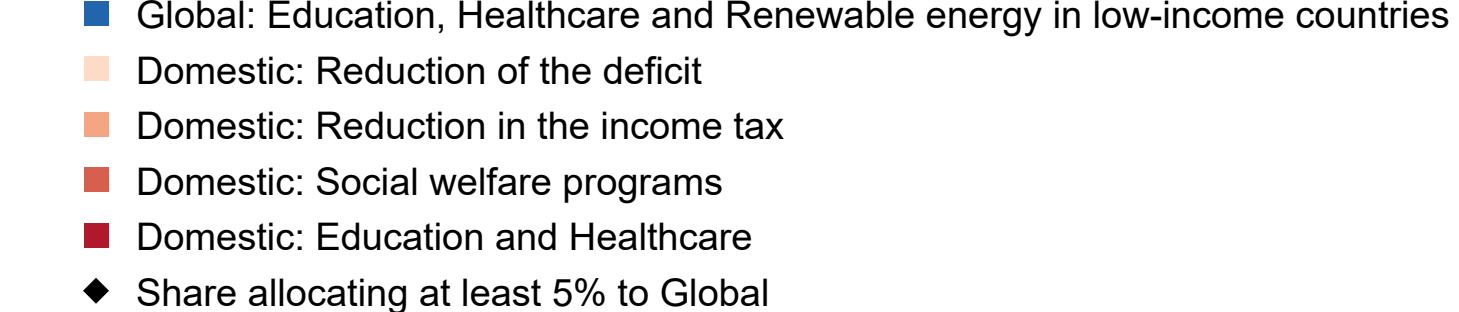 Global: Education, Healthcare and Renewable energy in low-income countries
Domestic: Reduction of the deficit
Domestic: Reduction in the income tax
Domestic: Social welfare programs
Domestic: Education and Healthcare
Share allocating at least 5% to Global